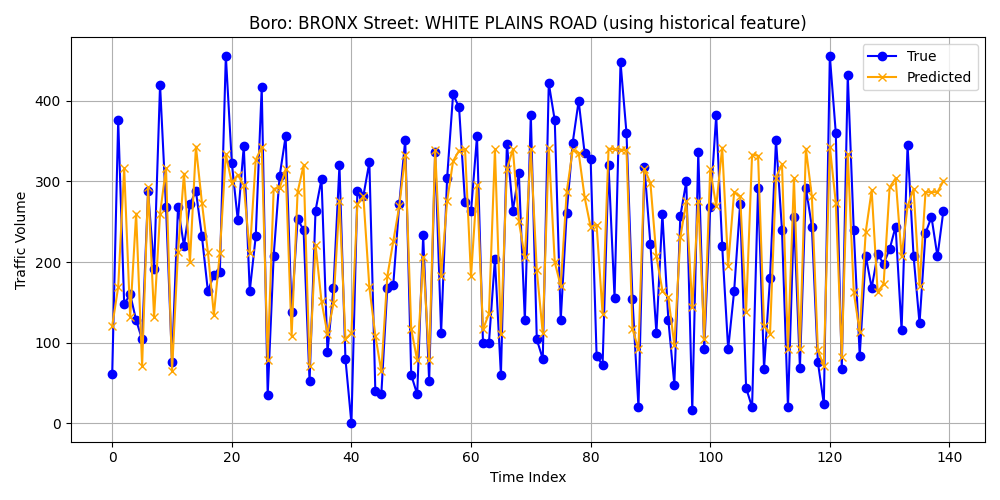 Boro: BRONX Street: WHITE PLAINS ROAD (using historical feature)
True
Predicted
Traffic Volume
400
300
200
100
0
0 20 40 60 80 100 120 140
Time Index